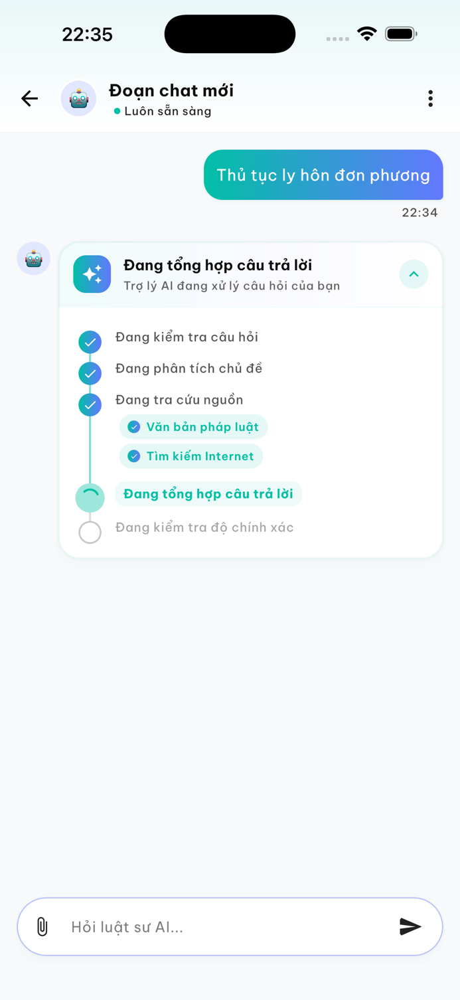 22:35
Đoạn chat mới
Luôn sẵn sàng
Thủ tục ly hôn đơn phương
22:34
Đang tổng hợp câu trả lời
Trợ lý AI đang xử lý câu hỏi của bạn
Đang kiểm tra câu hỏi
Đang phân tích chủ đề
Đang tra cứu nguồn
Văn bản pháp luật
Tìm kiếm Internet
Đang tổng hợp câu trả lời
Đang kiểm tra độ chính xác
Hỏi luật sư AI...